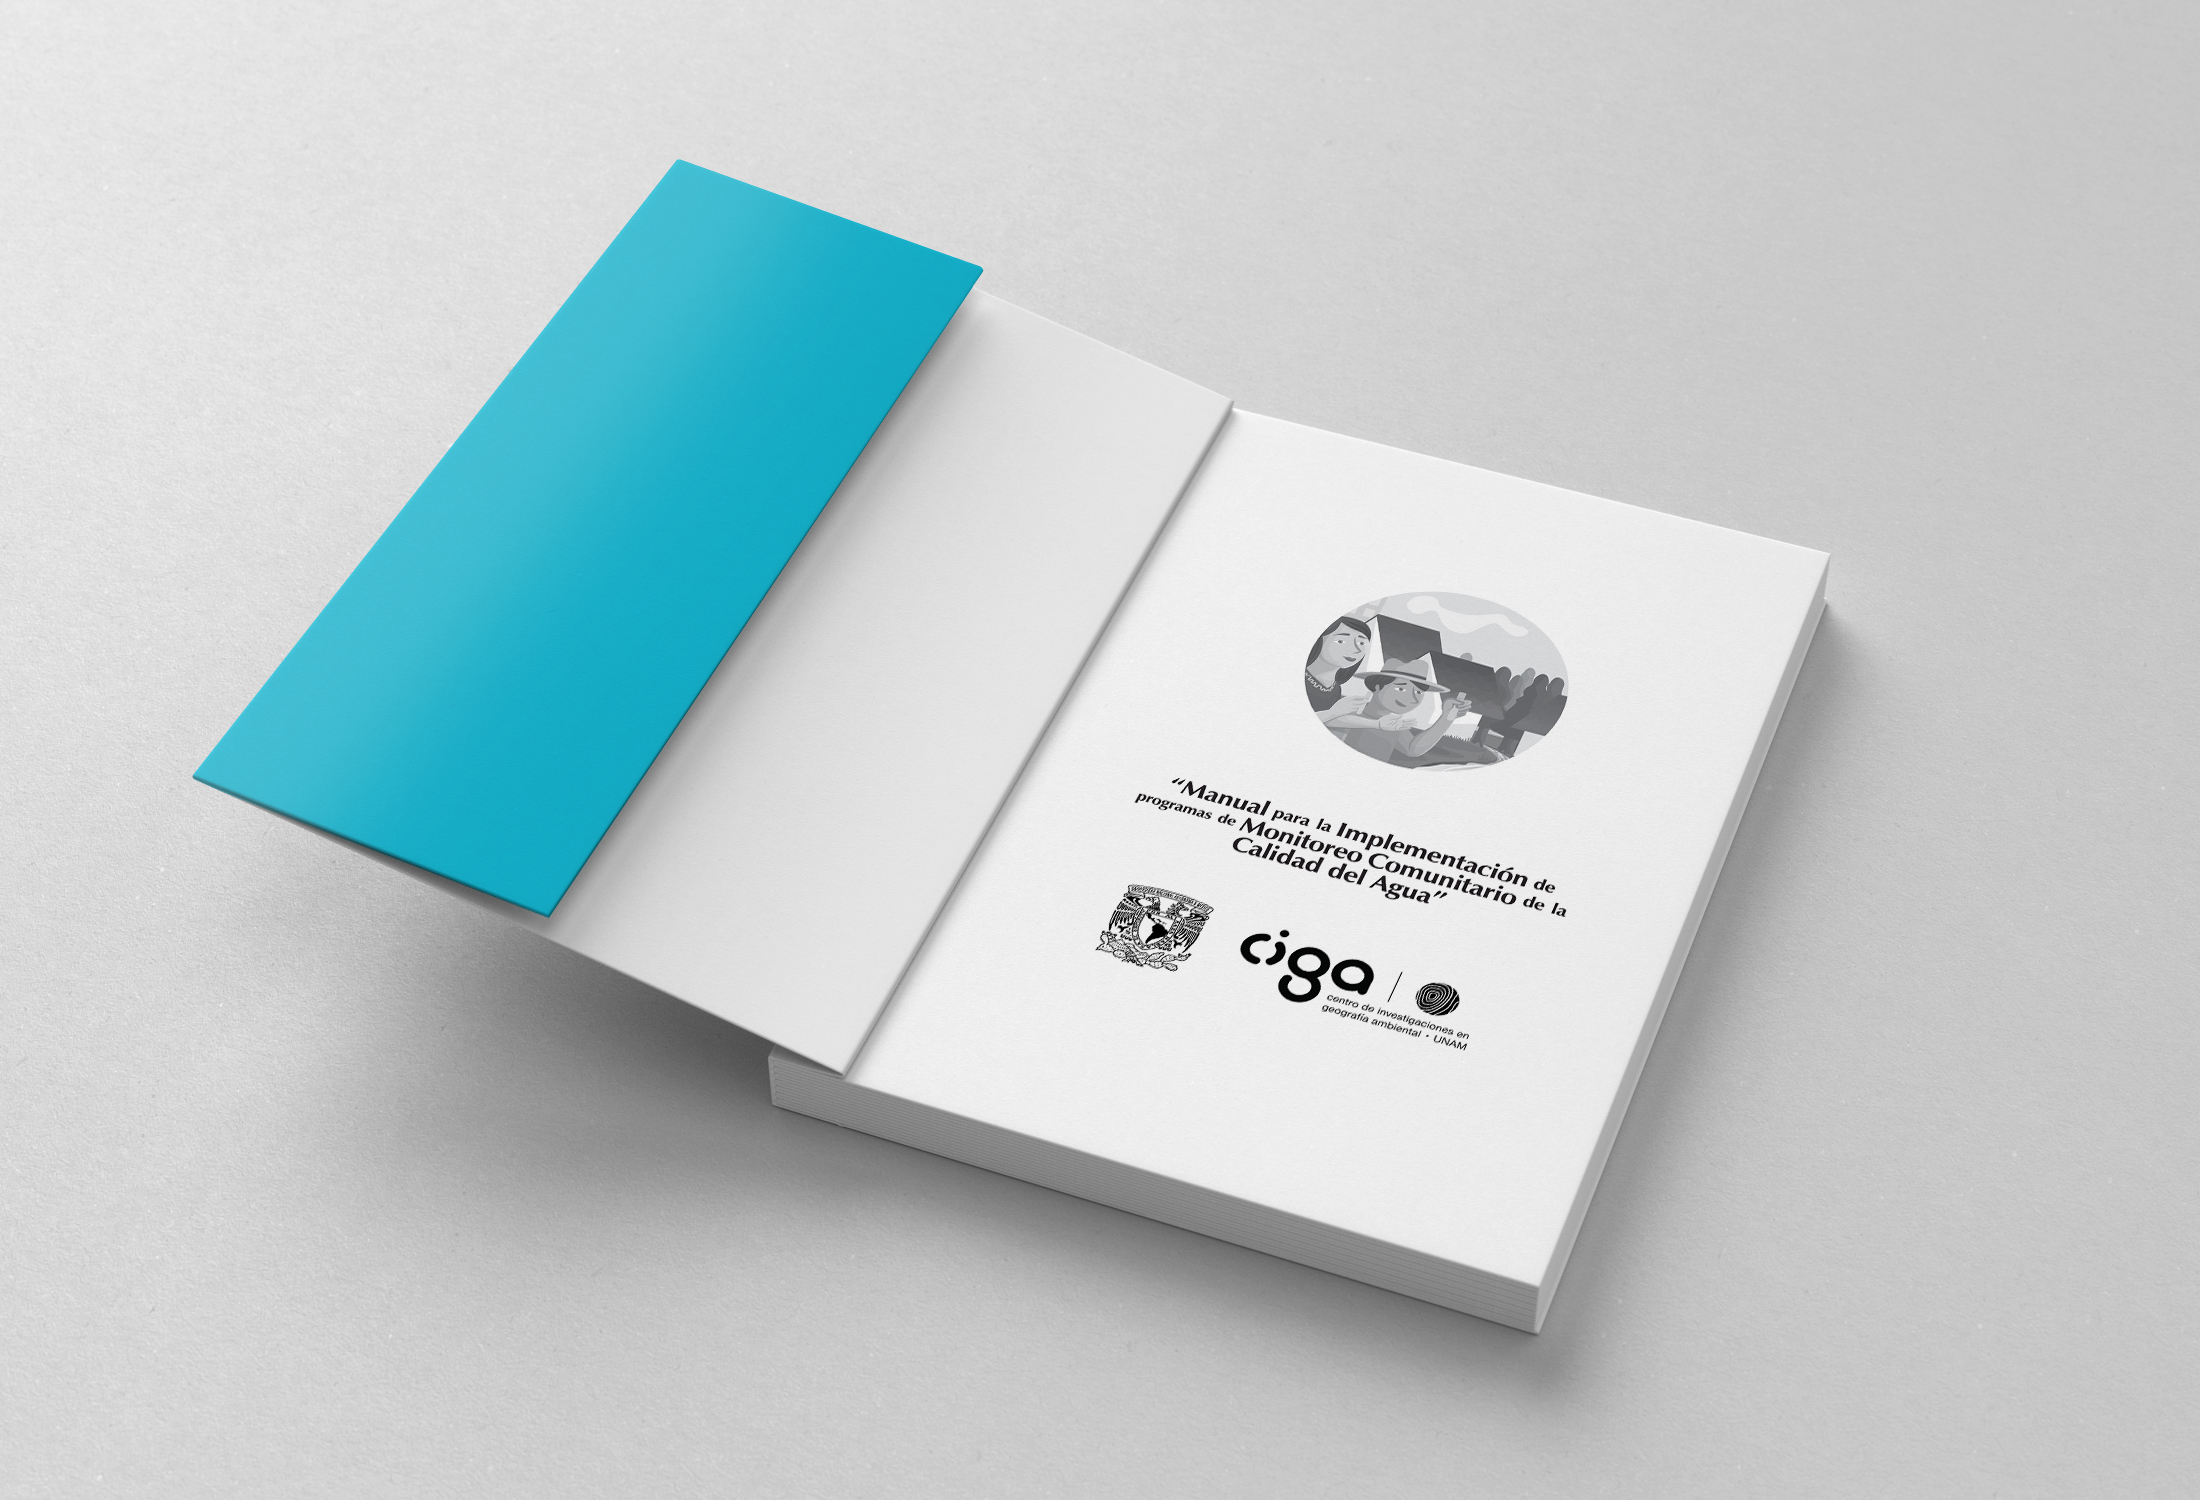 “Manual para la Implementación de
programas de Monitoreo Comunitario de la
Calidad del Agua”
ciga
centro de investigaciones en
geografía ambiental · UNAM